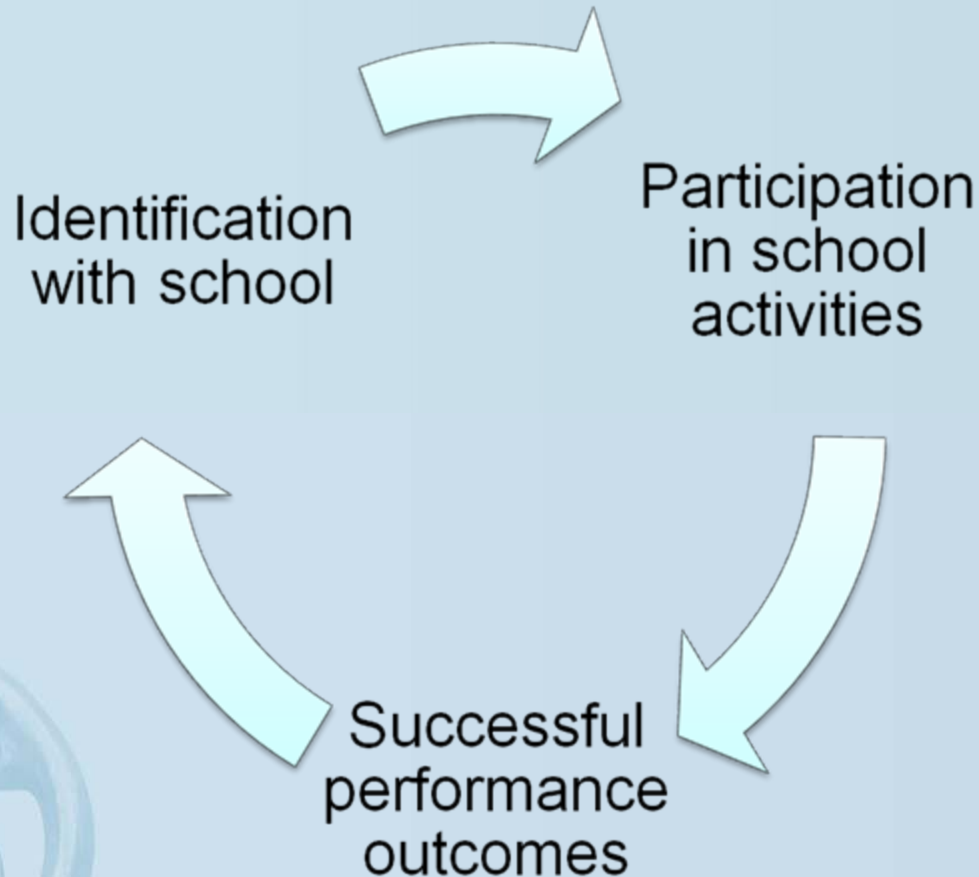 Identification
with school
Participation
in school
activities
Successful
performance
outcomes